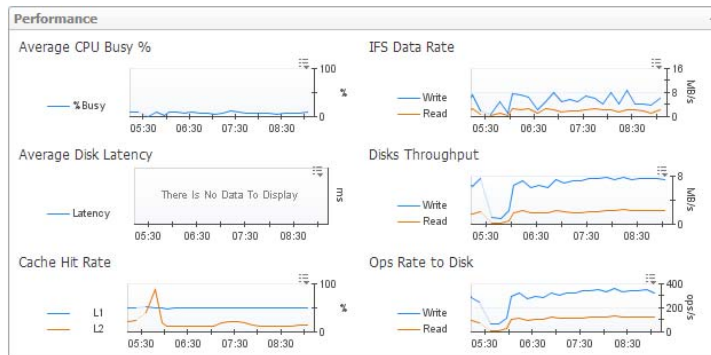 Performance
Average CPU Busy %
100
%
%Busy
05:30 06:30 07:30 08:30
IFS Data Rate
16
8
0
MB/s
Write
Read
05:30 06:30 07:30 08:30
Average Disk Latency
There Is No Data To Display
ms
Latency
05:30 06:30 07:30 08:30
Disks Throughput
8
0
MB/s
Write
Read
05:30 06:30 07:30 08:30
Cache Hit Rate
100
%
0
L1
L2
05:30 06:30 07:30 08:30
Ops Rate to Disk
400
200
0
ops/s
Write
Read
05:30 06:30 07:30 08:30